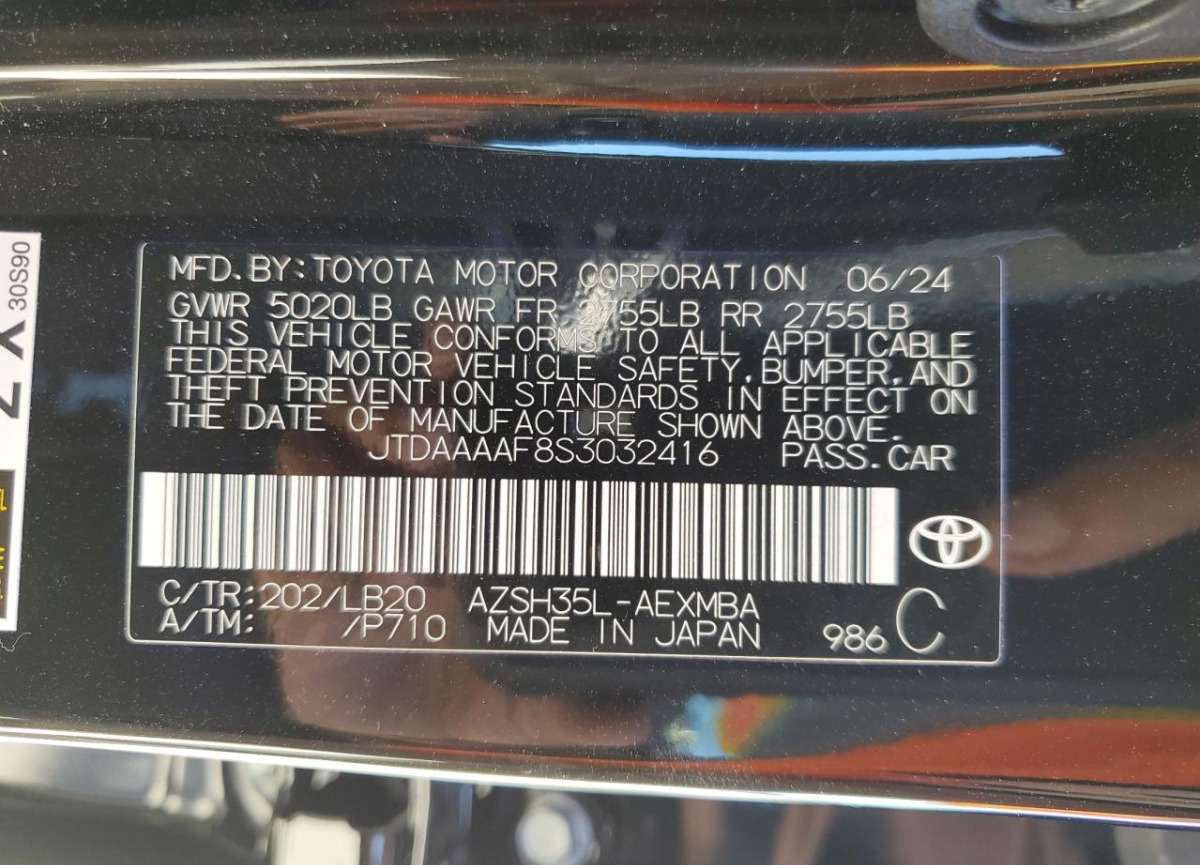 MFD.BY:TOYOTA MOTOR CORPORATION 06/24
GVWR 5020LB GAWR FR 2755LB RR 2755LB
THIS VEHICLE CONFORMS TO ALL APPLICABLE
FEDERAL MOTOR VEHICLE SAFETY,BUMPER,AND
THEFT PREVENTION STANDARDS IN EFFECT ON
THE DATE OF MANUFACTURE SHOWN ABOVE.
JTDAAAAF8S3032416 PASS.CAR
C/TR:202/LB20 AZSH35L-AEXMBA
A/TM: /P710 MADE IN JAPAN 986 C
30S90